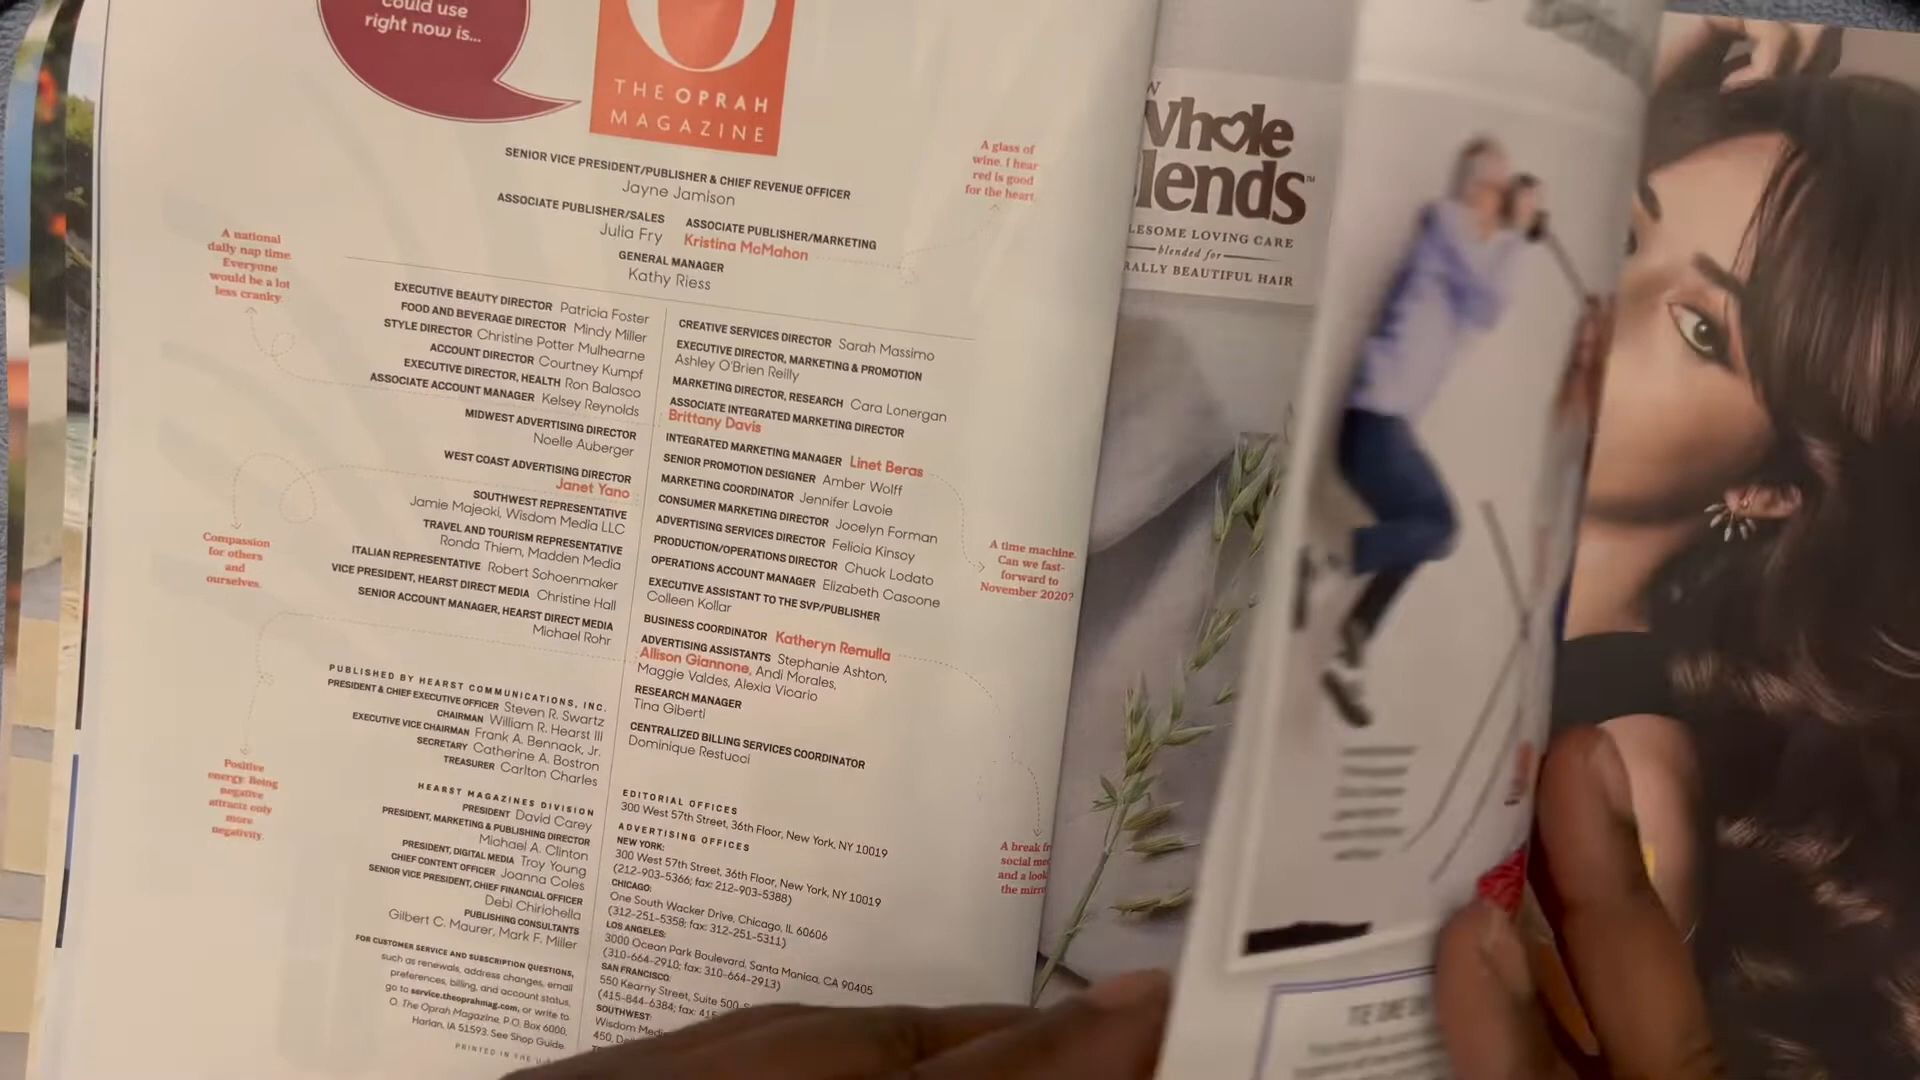 could use
right now is...
THE OPRAH
MAGAZINE
SENIOR VICE PRESIDENT/PUBLISHER & CHIEF REVENUE OFFICER
Jayne Jamison
ASSOCIATE PUBLISHER/SALES
Julia Fry
ASSOCIATE PUBLISHER/MARKETING
Kristina McMahon
GENERAL MANAGER
Kathy Riess
EXECUTIVE BEAUTY DIRECTOR Patricia Foster
FOOD AND BEVERAGE DIRECTOR Mindy Miller
STYLE DIRECTOR Christine Potter Mulhearne
ACCOUNT DIRECTOR Courtney Kumpf
EXECUTIVE DIRECTOR, HEALTH Ron Balasco
ASSOCIATE ACCOUNT MANAGER Kelsey Reynolds
MIDWEST ADVERTISING DIRECTOR
Noelle Auberger
WEST COAST ADVERTISING DIRECTOR
Janet Yano
SOUTHWEST REPRESENTATIVE
Jamie Majecki, Wisdom Media LLC
TRAVEL AND TOURISM REPRESENTATIVE
Ronda Thiem, Madden Media
ITALIAN REPRESENTATIVE Robert Schoenmaker
VICE PRESIDENT, HEARST DIRECT MEDIA Christine Hall
SENIOR ACCOUNT MANAGER, HEARST DIRECT MEDIA
Michael Rohr
PUBLISHED BY HEARST COMMUNICATIONS, INC.
PRESIDENT & CHIEF EXECUTIVE OFFICER Steven R. Swartz
CHAIRMAN William R. Hearst III
EXECUTIVE VICE CHAIRMAN Frank A. Bennack, Jr.
SECRETARY Catherine A. Bostron
TREASURER Carlton Charles
HEARST MAGAZINES DIVISION
PRESIDENT David Carey
PRESIDENT, MARKETING & PUBLISHING DIRECTOR
Michael A. Clinton
PRESIDENT, DIGITAL MEDIA Troy Young
CHIEF CONTENT OFFICER Joanna Coles
SENIOR VICE PRESIDENT, CHIEF FINANCIAL OFFICER
Debi Chirichella
PUBLISHING CONSULTANTS
Gilbert C. Maurer, Mark F. Miller
FOR CUSTOMER SERVICE AND SUBSCRIPTION QUESTIONS,
such as renewals, address changes, email
preferences, billing, and account status,
go to service.theoprahmag.com, or write to
O, The Oprah Magazine, P.O. Box 6000,
Harlan, IA 51593. See Shop Guide.
PRINTED IN THE U
CREATIVE SERVICES DIRECTOR Sarah Massimo
EXECUTIVE DIRECTOR, MARKETING & PROMOTION
Ashley O'Brien Reilly
MARKETING DIRECTOR, RESEARCH Cara Lonergan
ASSOCIATE INTEGRATED MARKETING DIRECTOR
Brittany Davis
INTEGRATED MARKETING MANAGER Linet Beras
SENIOR PROMOTION DESIGNER Amber Wolff
MARKETING COORDINATOR Jennifer Lavoie
CONSUMER MARKETING DIRECTOR Jocelyn Forman
ADVERTISING SERVICES DIRECTOR Felicia Kinscy
PRODUCTION/OPERATIONS DIRECTOR Chuck Lodato
OPERATIONS ACCOUNT MANAGER Elizabeth Cascone
EXECUTIVE ASSISTANT TO THE SVP/PUBLISHER
Colleen Kollar
BUSINESS COORDINATOR Katheryn Remulla
ADVERTISING ASSISTANTS Stephanie Ashton,
Allison Giannone, Andi Morales,
Maggie Valdes, Alexia Vicario
RESEARCH MANAGER
Tina Giberti
CENTRALIZED BILLING SERVICES COORDINATOR
Dominique Restucci
EDITORIAL OFFICES
300 West 57th Street, 36th Floor, New York, NY 10019
ADVERTISING OFFICES
NEW YORK:
300 West 57th Street, 36th Floor, New York, NY 10019
(212-903-5366; fax: 212-903-5388)
CHICAGO:
One South Wacker Drive, Chicago, IL 60606
(312-251-5358; fax: 312-251-5311)
LOS ANGELES:
3000 Ocean Park Boulevard, Santa Monica, CA 90405
(310-664-2910; fax: 310-664-2913)
SAN FRANCISCO:
550 Kearny Street, Suite 500, S
(415-844-6384; fax: 415
SOUTHWEST:
Wisdom Medi
450, Da
A national
daily nap time.
Everyone
would be a lot
less cranky.
Compassion
for others
and
ourselves.
Positive
energy. Being
negative
attracts only
more
negativity.
A glass of
wine. I hear
red is good
for the heart.
A time machine.
Can we fast-
forward to
November 2020?
A break fr
social me
and a look
the mirro
Whole
lends™
LESOME LOVING CARE
blended for
RALLY BEAUTIFUL HAIR